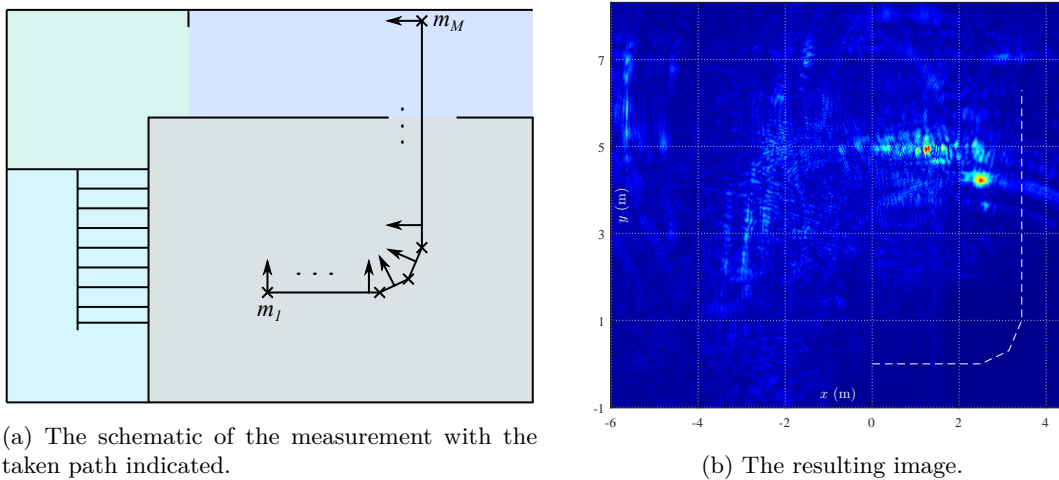 m_M
m_1
(a) The schematic of the measurement with the
taken path indicated.
7
5
3
1
-1
y (m)
x (m)
-6
-4
-2
0
2
4
(b) The resulting image.